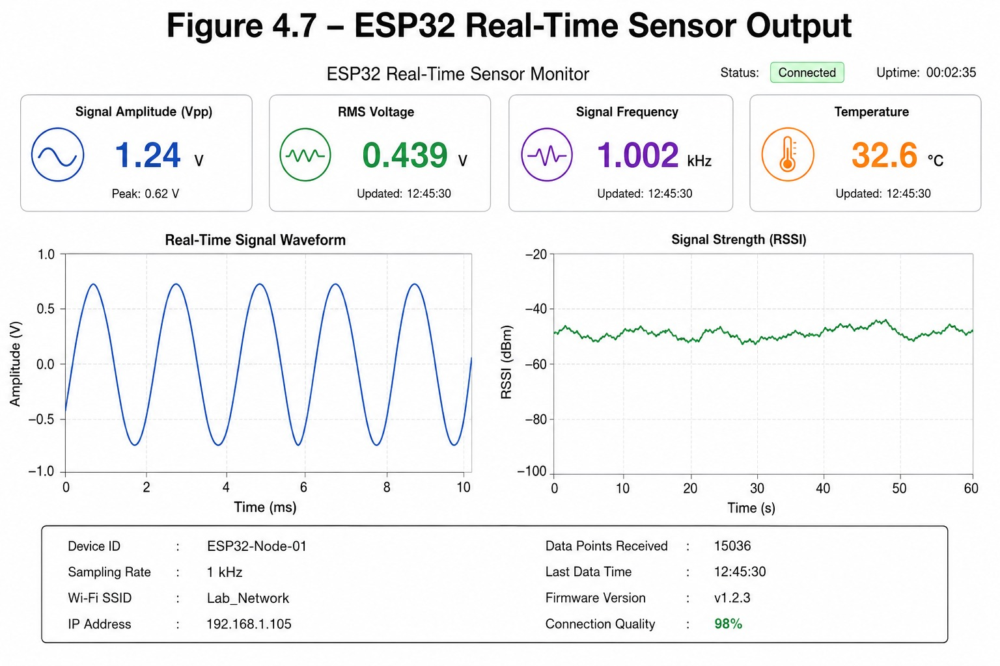 Figure 4.7 – ESP32 Real-Time Sensor Output
ESP32 Real-Time Sensor Monitor
Status: Connected Uptime: 00:02:35
Signal Amplitude (Vpp)
1.24 V
Peak: 0.62 V
RMS Voltage
0.439 V
Updated: 12:45:30
Signal Frequency
1.002 kHz
Updated: 12:45:30
Temperature
32.6 °C
Updated: 12:45:30
Real-Time Signal Waveform
Amplitude (V)
1.0
0.5
0.0
−0.5
−1.0
0 2 4 6 8 10
Time (ms)
Signal Strength (RSSI)
RSSI (dBm)
−20
−40
−60
−80
−100
0 10 20 30 40 50 60
Time (s)
Device ID : ESP32-Node-01
Sampling Rate : 1 kHz
Wi-Fi SSID : Lab_Network
IP Address : 192.168.1.105
Data Points Received : 15036
Last Data Time : 12:45:30
Firmware Version : v1.2.3
Connection Quality : 98%